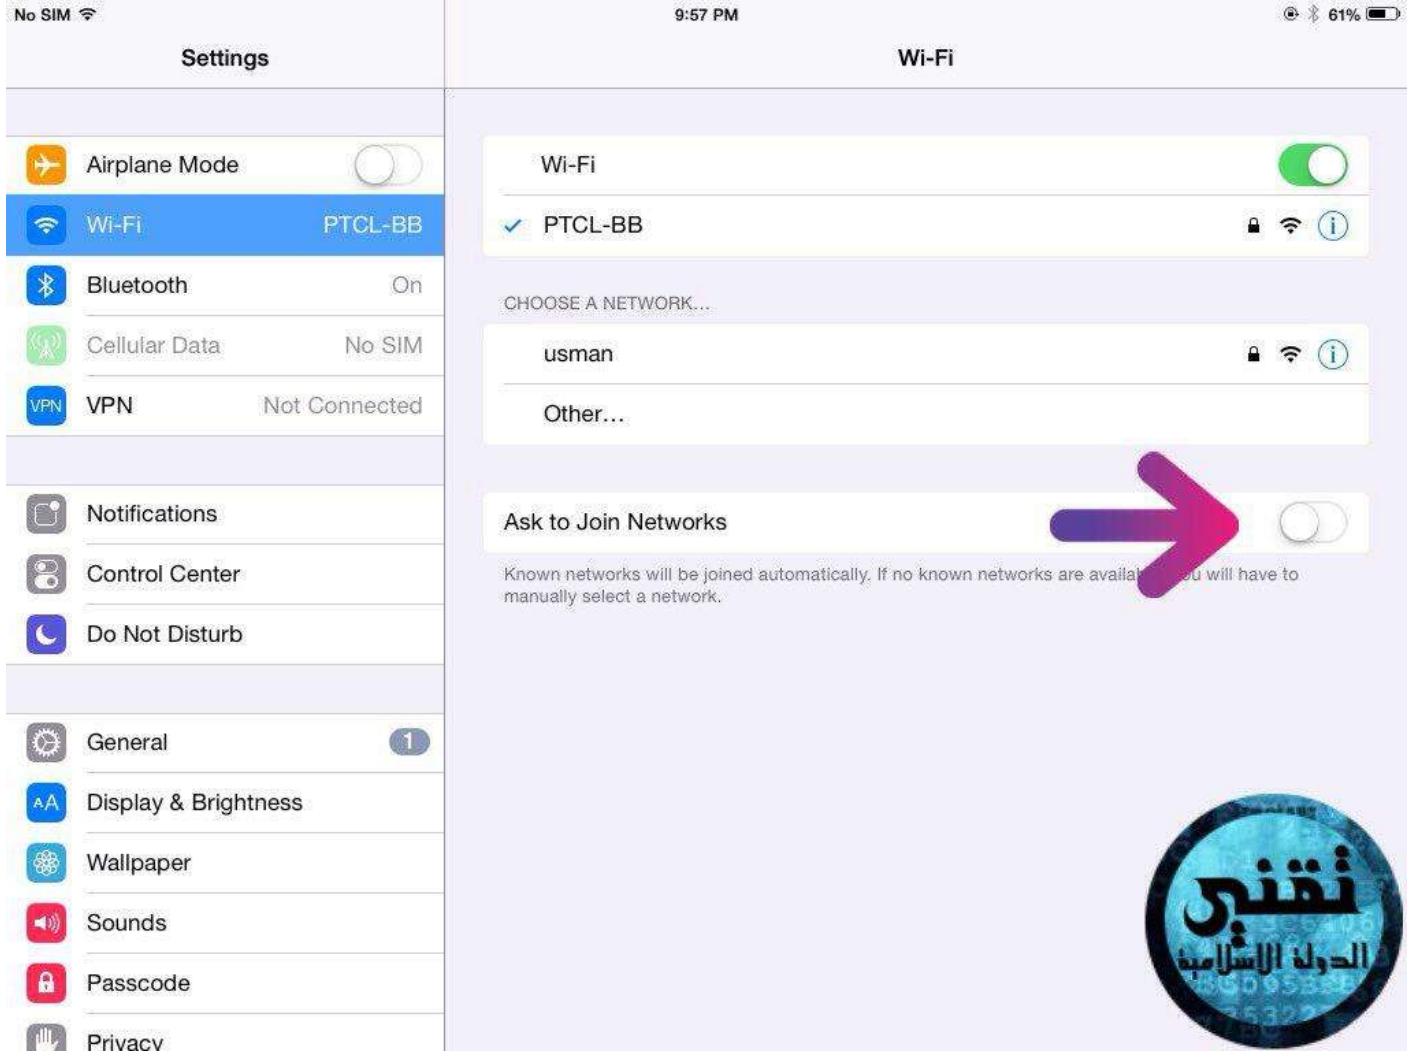 No SIM
9:57 PM
61%
Settings
Wi-Fi
Airplane Mode
Wi-Fi PTCL-BB
Bluetooth On
Cellular Data No SIM
VPN VPN Not Connected
Notifications
Control Center
Do Not Disturb
General 1
AA Display & Brightness
Wallpaper
Sounds
Passcode
Privacy
Wi-Fi
PTCL-BB
CHOOSE A NETWORK...
usman
Other...
Ask to Join Networks
Known networks will be joined automatically. If no known networks are will have to
manually select a network.
تقني
الدولة الإسلامية